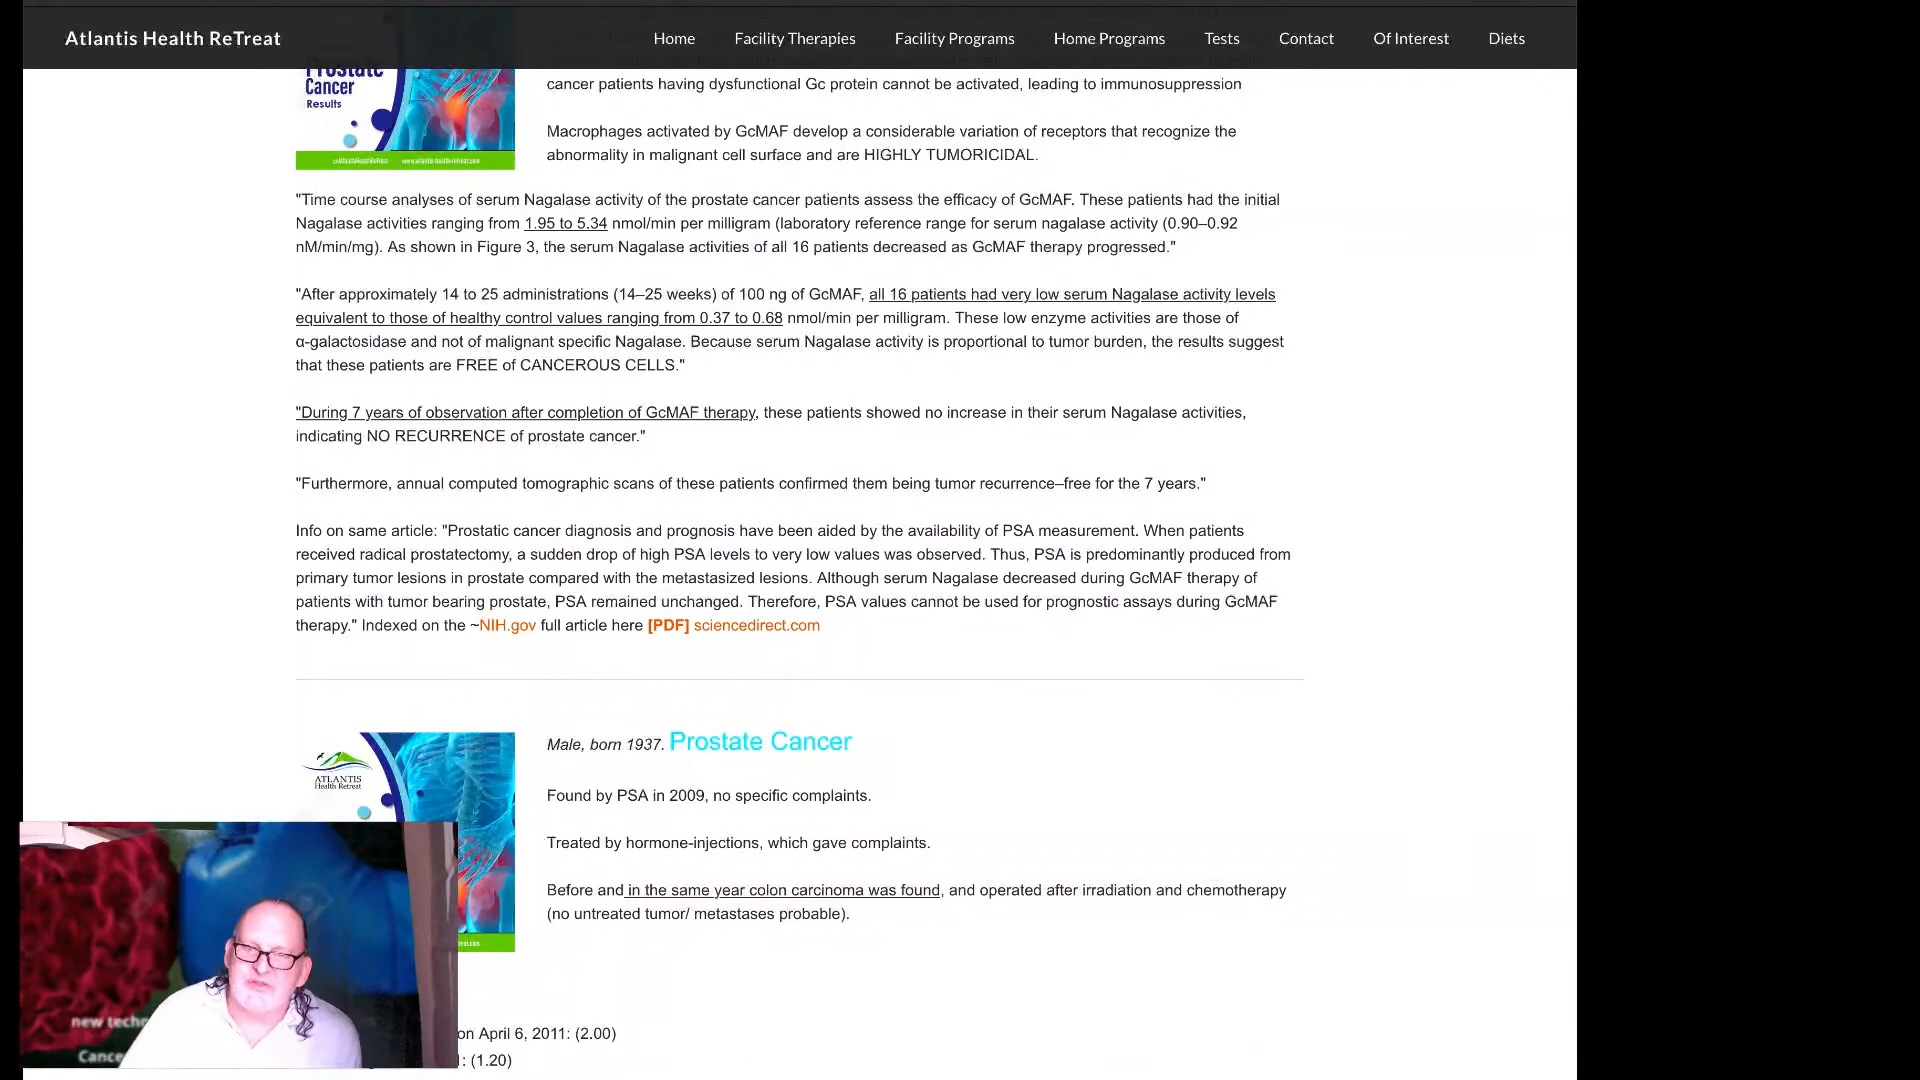 Atlantis Health ReTreat
Home
Facility Therapies
Facility Programs
Home Programs
Tests
Contact
Of Interest
Diets
Prostate
Cancer
Results
cancer patients having dysfunctional Gc protein cannot be activated, leading to immunosuppression
Macrophages activated by GcMAF develop a considerable variation of receptors that recognize the
abnormality in malignant cell surface and are HIGHLY TUMORICIDAL.
"Time course analyses of serum Nagalase activity of the prostate cancer patients assess the efficacy of GcMAF. These patients had the initial
Nagalase activities ranging from 1.95 to 5.34 nmol/min per milligram (laboratory reference range for serum nagalase activity (0.90–0.92
nM/min/mg). As shown in Figure 3, the serum Nagalase activities of all 16 patients decreased as GcMAF therapy progressed."
"After approximately 14 to 25 administrations (14–25 weeks) of 100 ng of GcMAF, all 16 patients had very low serum Nagalase activity levels
equivalent to those of healthy control values ranging from 0.37 to 0.68 nmol/min per milligram. These low enzyme activities are those of
α-galactosidase and not of malignant specific Nagalase. Because serum Nagalase activity is proportional to tumor burden, the results suggest
that these patients are FREE of CANCEROUS CELLS."
"During 7 years of observation after completion of GcMAF therapy, these patients showed no increase in their serum Nagalase activities,
indicating NO RECURRENCE of prostate cancer."
"Furthermore, annual computed tomographic scans of these patients confirmed them being tumor recurrence–free for the 7 years."
Info on same article: "Prostatic cancer diagnosis and prognosis have been aided by the availability of PSA measurement. When patients
received radical prostatectomy, a sudden drop of high PSA levels to very low values was observed. Thus, PSA is predominantly produced from
primary tumor lesions in prostate compared with the metastasized lesions. Although serum Nagalase decreased during GcMAF therapy of
patients with tumor bearing prostate, PSA remained unchanged. Therefore, PSA values cannot be used for prognostic assays during GcMAF
therapy." Indexed on the ~NIH.gov full article here [PDF] sciencedirect.com
ATLANTIS
Health Retreat
Male, born 1937. Prostate Cancer
Found by PSA in 2009, no specific complaints.
Treated by hormone-injections, which gave complaints.
Before and in the same year colon carcinoma was found, and operated after irradiation and chemotherapy
(no untreated tumor/ metastases probable).
new techn
Cance
on April 6, 2011: (2.00)
: (1.20)